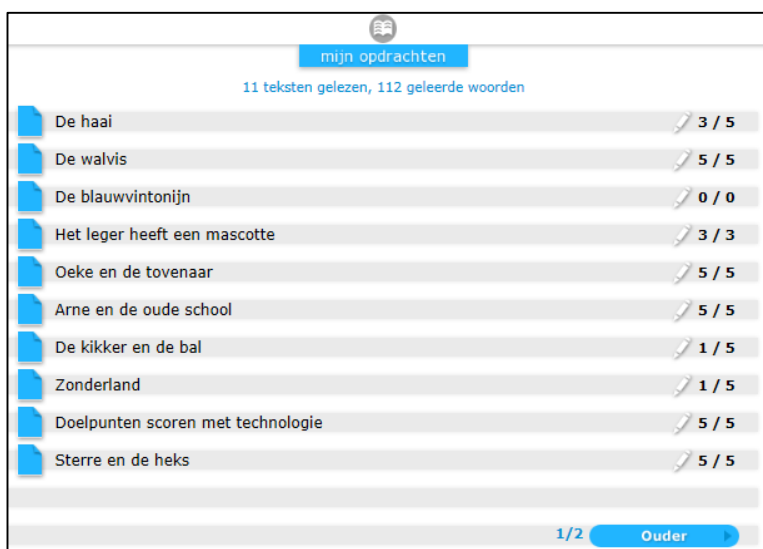 mijn opdrachten
11 teksten gelezen, 112 geleerde woorden
De haai 3 / 5
De walvis 5 / 5
De blauwvintonijn 0 / 0
Het leger heeft een mascotte 3 / 3
Oeke en de tovenaar 5 / 5
Arne en de oude school 5 / 5
De kikker en de bal 1 / 5
Zonderland 1 / 5
Doelpunten scoren met technologie 5 / 5
Sterre en de heks 5 / 5
1/2 Ouder